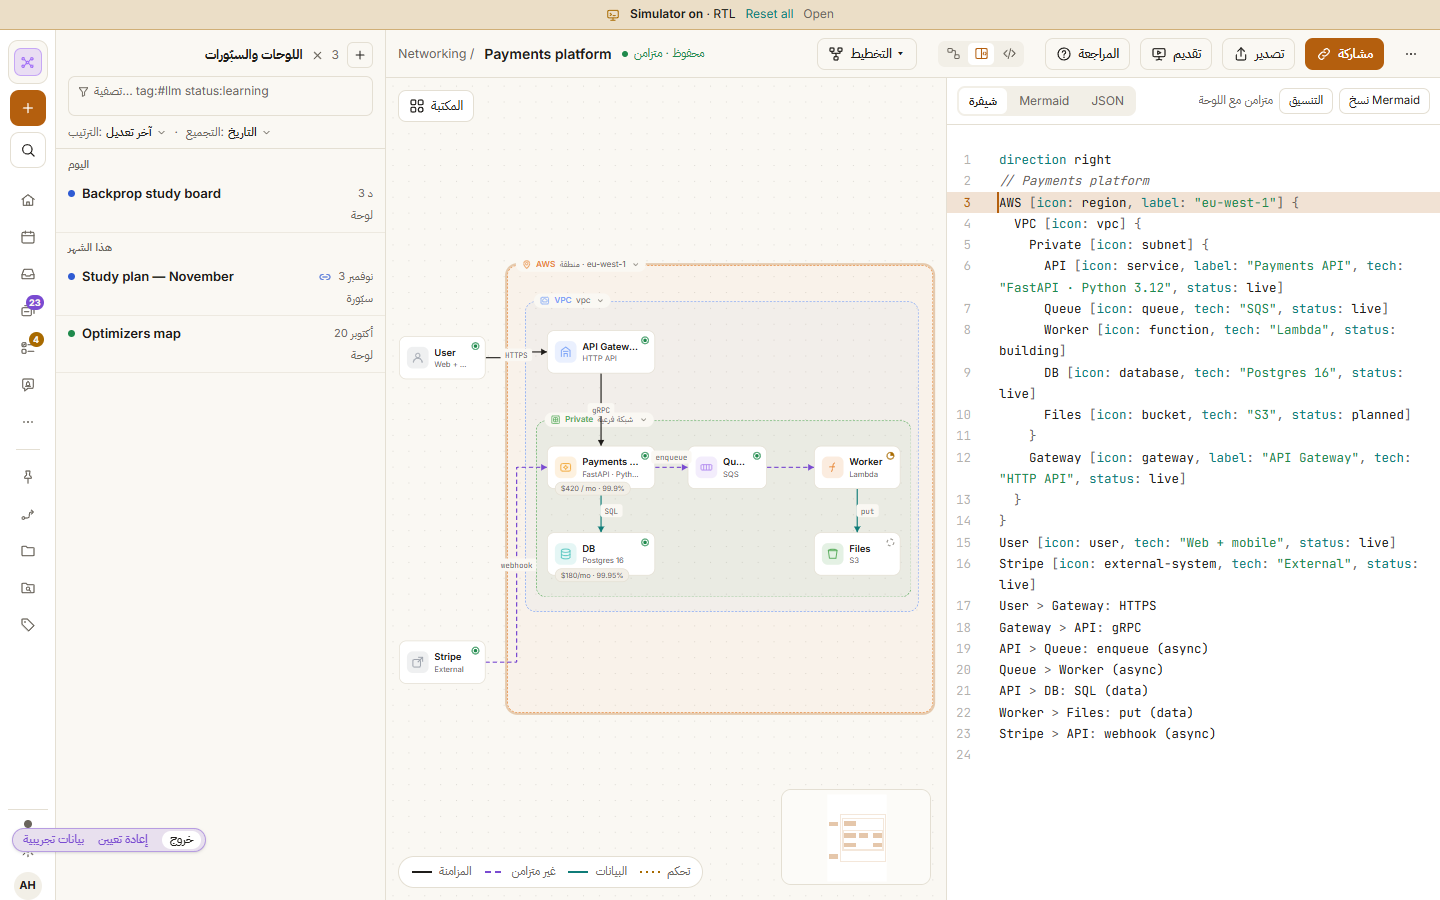 Simulator on · RTL Reset all Open
اللوحات والسبّورات 3
تصفية... tag:#llm status:learning
الترتيب: آخر تعديل · التجميع: التاريخ
اليوم
Backprop study board 3 د
لوحة
هذا الشهر
Study plan — November 3 نوفمبر
سبّورة
Optimizers map 20 أكتوبر
لوحة
23
4
خروج إعادة تعيين بيانات تجريبية
AH
Networking / Payments platform محفوظ · متزامن
التخطيط
المراجعة
تقديم
تصدير
مشاركة
المكتبة
AWS منطقة · eu-west-1
VPC vpc
User
Web + ...
HTTPS
API Gatew...
HTTP API
gRPC
Private شبكة فرعية
Payments ...
FastAPI · Pyth...
$420 / mo · 99.9%
enqueue
Qu...
SQS
Worker
Lambda
SQL
put
DB
Postgres 16
$180/mo · 99.95%
Files
S3
webhook
Stripe
External
المزامنة غير متزامن البيانات تحكم
شيفرة Mermaid JSON
متزامن مع اللوحة
التنسيق
نسخ Mermaid
1 direction right
2 // Payments platform
3 AWS [icon: region, label: "eu-west-1"] {
4 VPC [icon: vpc] {
5 Private [icon: subnet] {
6 API [icon: service, label: "Payments API", tech:
"FastAPI · Python 3.12", status: live]
7 Queue [icon: queue, tech: "SQS", status: live]
8 Worker [icon: function, tech: "Lambda", status:
building]
9 DB [icon: database, tech: "Postgres 16", status:
live]
10 Files [icon: bucket, tech: "S3", status: planned]
11 }
12 Gateway [icon: gateway, label: "API Gateway", tech:
"HTTP API", status: live]
13 }
14 }
15 User [icon: user, tech: "Web + mobile", status: live]
16 Stripe [icon: external-system, tech: "External", status:
live]
17 User > Gateway: HTTPS
18 Gateway > API: gRPC
19 API > Queue: enqueue (async)
20 Queue > Worker (async)
21 API > DB: SQL (data)
22 Worker > Files: put (data)
23 Stripe > API: webhook (async)
24